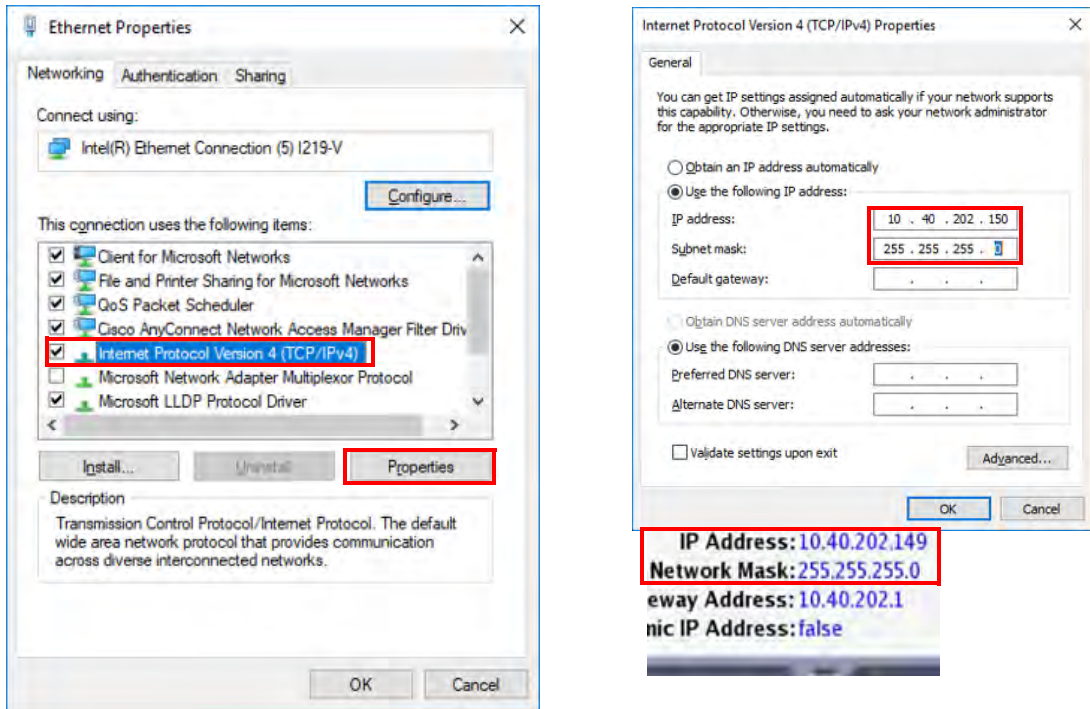 Ethernet Properties
Networking Authentication Sharing
Connect using:
Intel(R) Ethernet Connection (5) I219-V
Configure...
This connection uses the following items:
Client for Microsoft Networks
File and Printer Sharing for Microsoft Networks
QoS Packet Scheduler
Cisco AnyConnect Network Access Manager Filter Driv
Internet Protocol Version 4 (TCP/IPv4)
Microsoft Network Adapter Multiplexor Protocol
Microsoft LLDP Protocol Driver
Install... Uninstall Properties
Description
Transmission Control Protocol/Internet Protocol. The default
wide area network protocol that provides communication
across diverse interconnected networks.
OK Cancel
Internet Protocol Version 4 (TCP/IPv4) Properties
General
You can get IP settings assigned automatically if your network supports
this capability. Otherwise, you need to ask your network administrator
for the appropriate IP settings.
Obtain an IP address automatically
Use the following IP address:
IP address: 10 . 40 . 202 . 150
Subnet mask: 255 . 255 . 255 . 0
Default gateway: . . .
Obtain DNS server address automatically
Use the following DNS server addresses:
Preferred DNS server: . . .
Alternate DNS server: . . .
Validate settings upon exit
Advanced...
OK Cancel
IP Address: 10.40.202.149
Network Mask: 255.255.255.0
eway Address: 10.40.202.1
nic IP Address: false